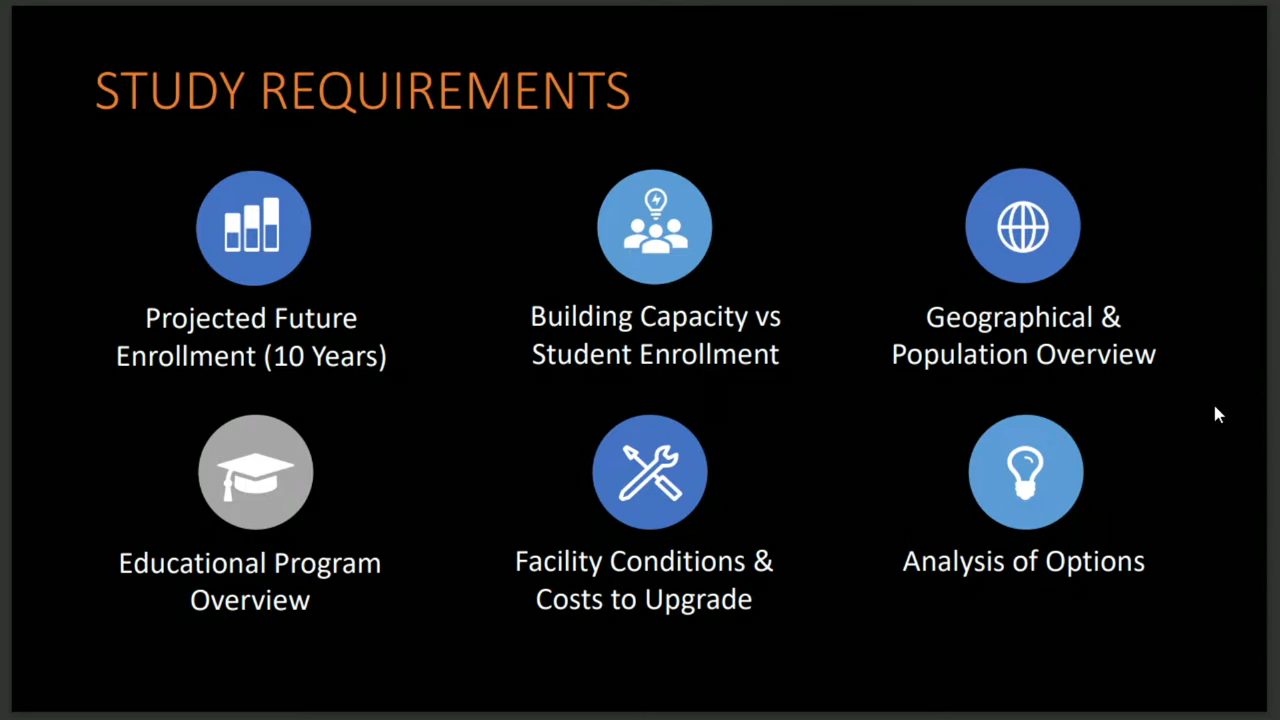 STUDY REQUIREMENTS
Projected Future
Enrollment (10 Years)
Building Capacity vs
Student Enrollment
Geographical &
Population Overview
Educational Program
Overview
Facility Conditions &
Costs to Upgrade
Analysis of Options